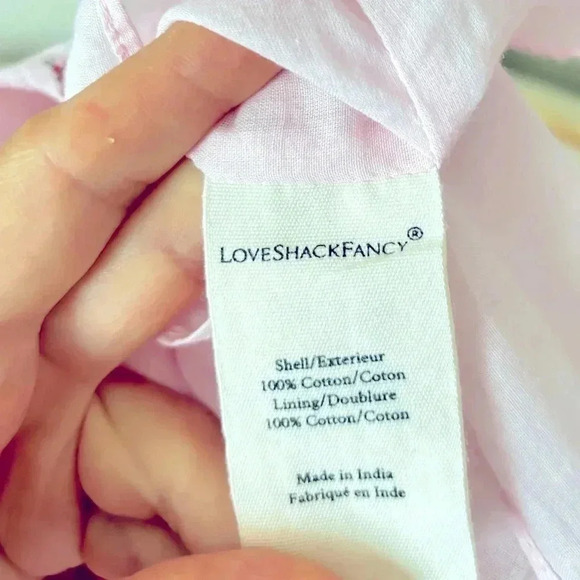 LOVESHACKFANCY®
Shell/Exterieur
100% Cotton/Coton
Lining/Doublure
100% Cotton/Coton
Made in India
Fabriqué en Inde